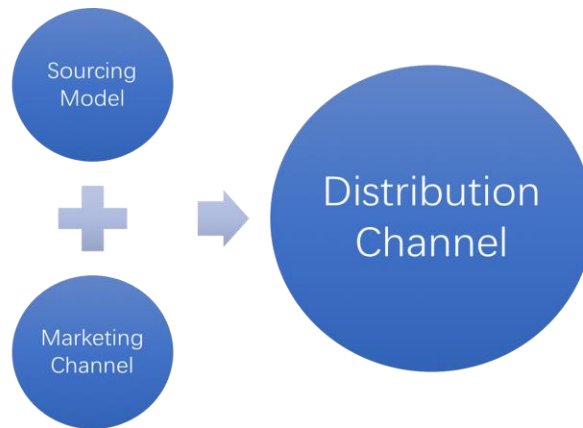 Sourcing
Model
Marketing
Channel
Distribution
Channel